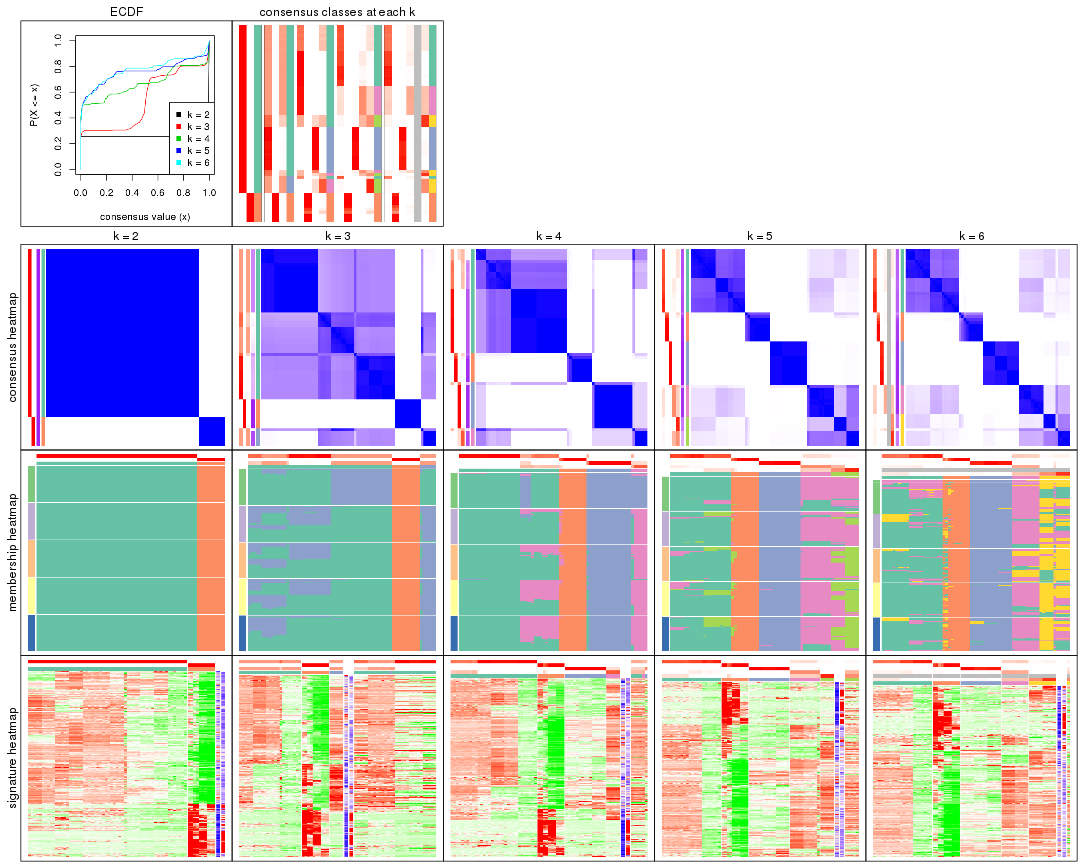 ECDF
consensus classes at each k
P(X <= x)
0.0
0.2
0.4
0.6
0.8
1.0
k = 2
k = 3
k = 4
k = 5
k = 6
0.0 0.2 0.4 0.6 0.8 1.0
consensus value (x)
k = 2
k = 3
k = 4
k = 5
k = 6
consensus heatmap
membership heatmap
signature heatmap